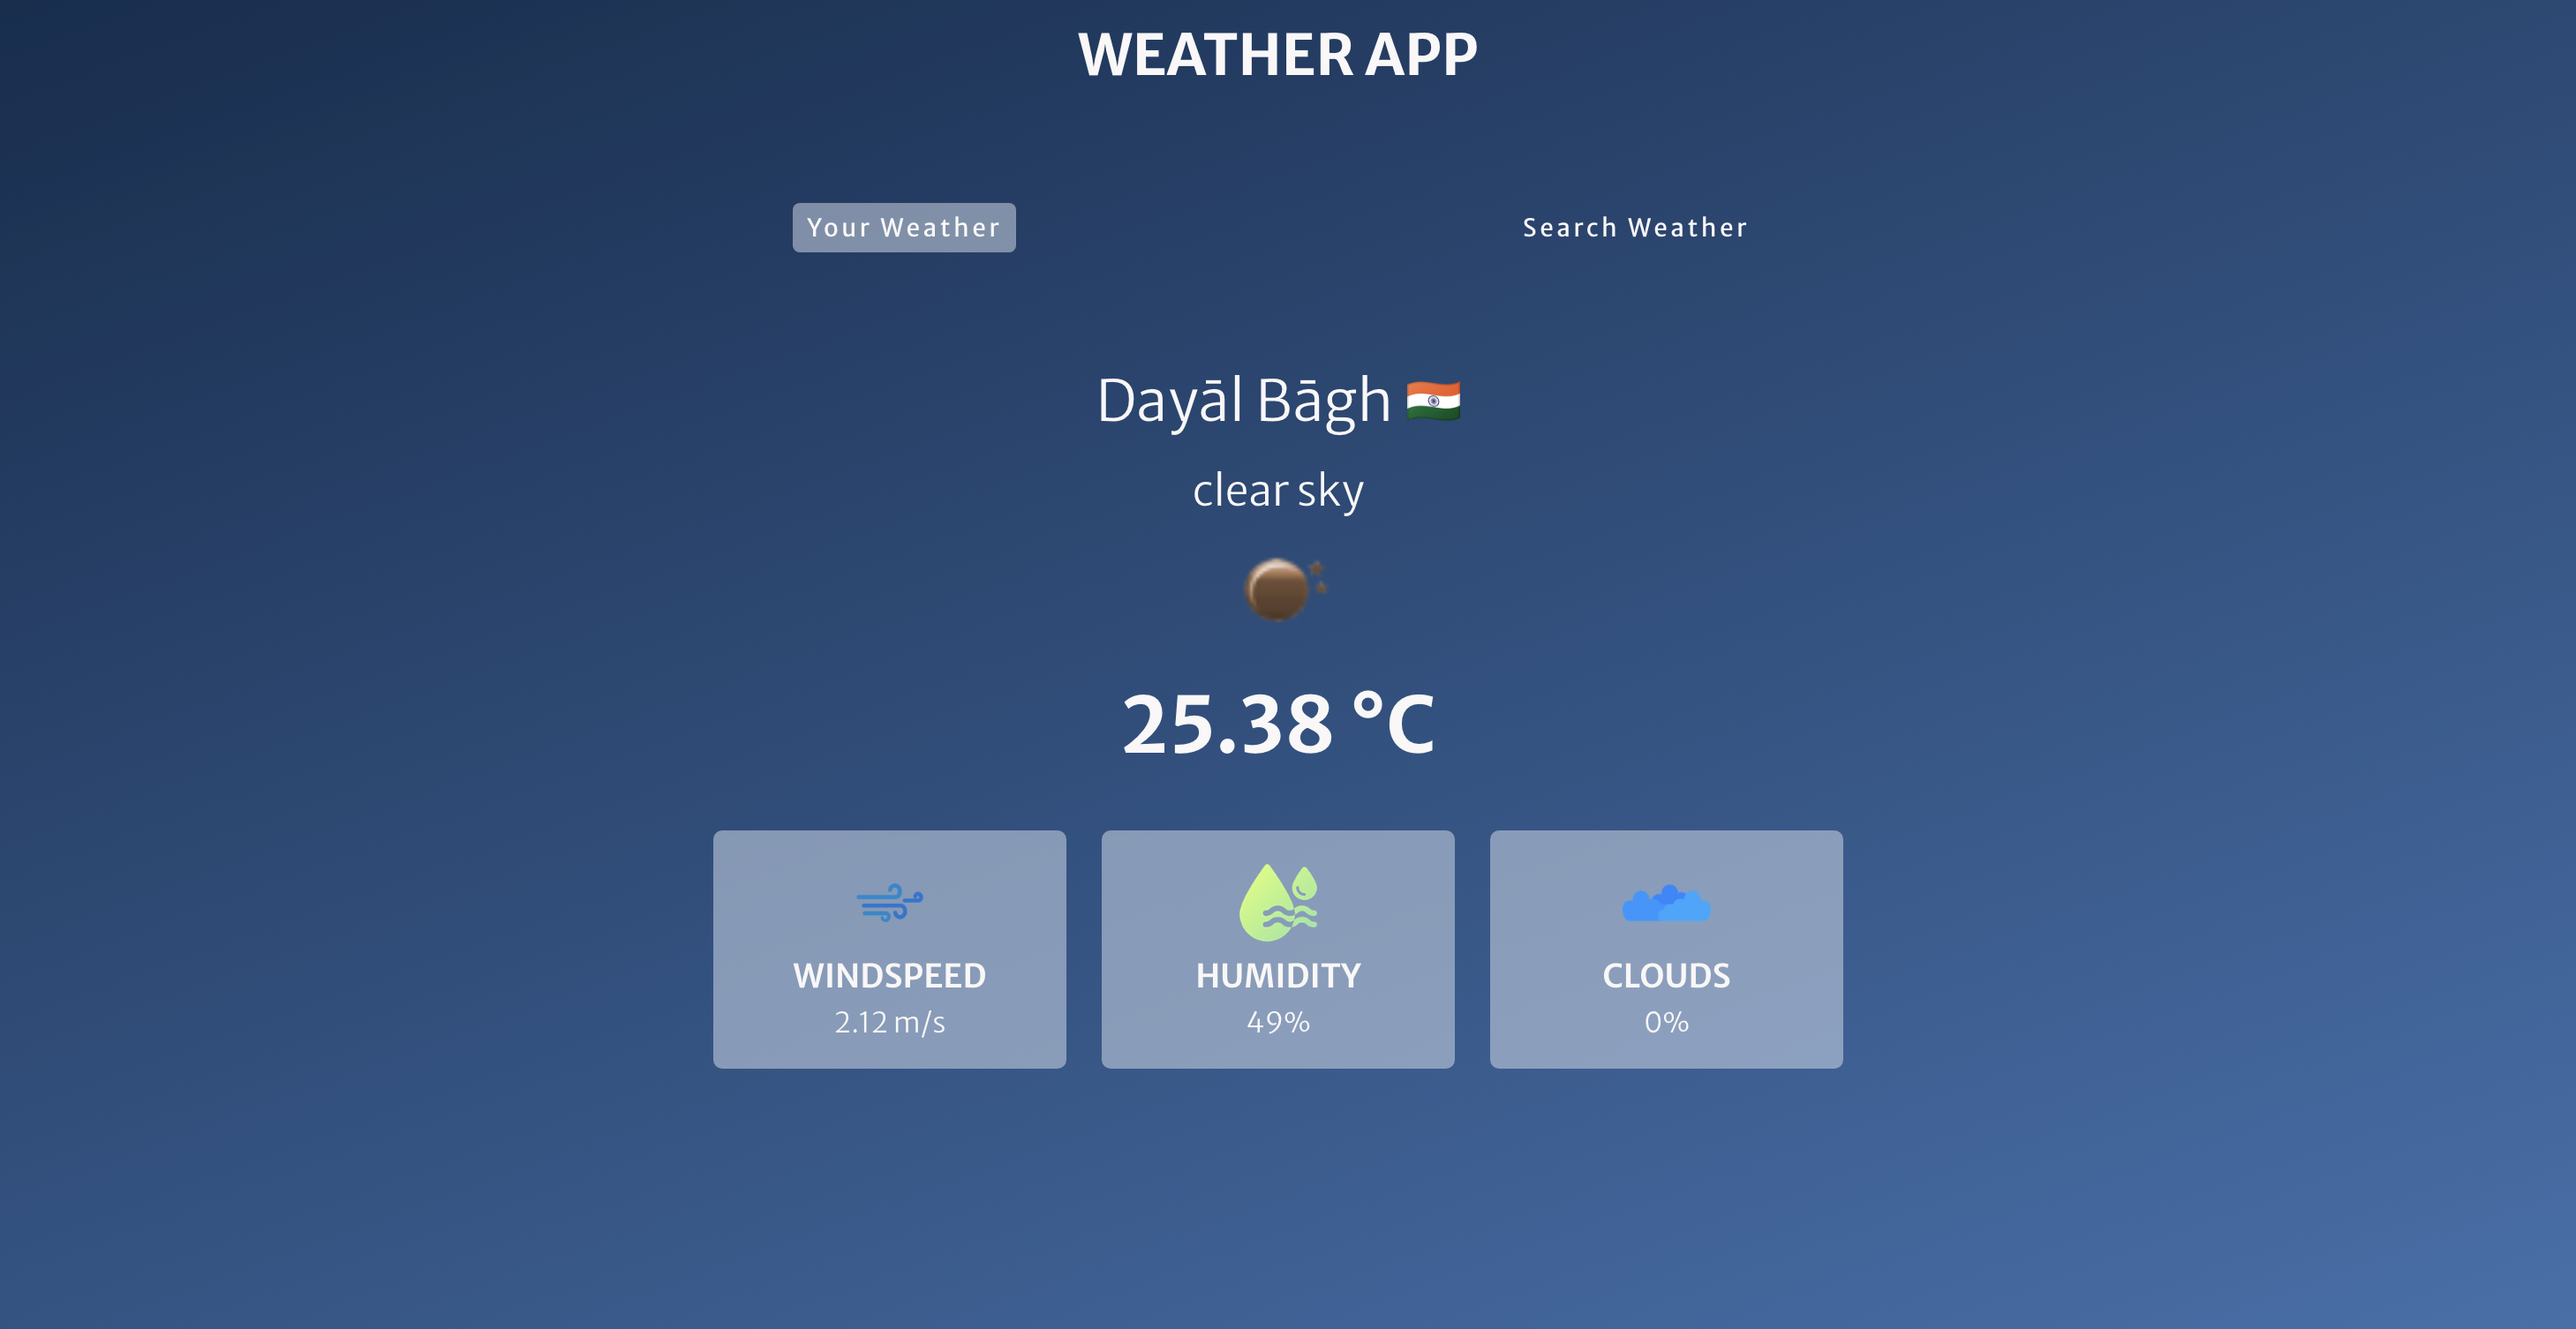 WEATHER APP
Your Weather
Search Weather
Dayāl Bāgh
clear sky
25.38 °C
WINDSPEED
2.12 m/s
HUMIDITY
49%
CLOUDS
0%